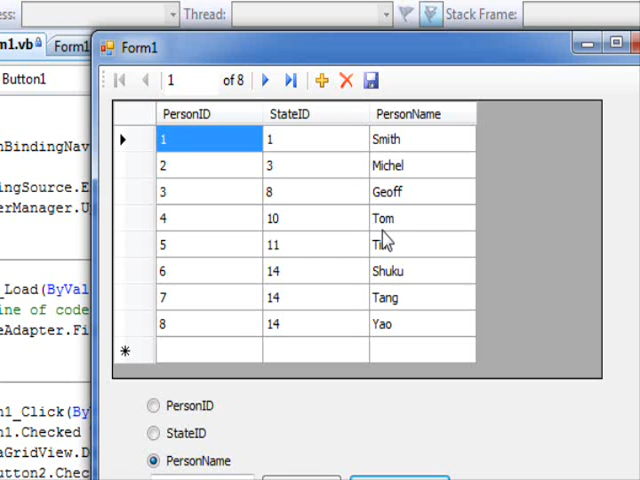 ess: Thread: Stack Frame:
m1.vb Form1 Form1
Button1 1 of 8
PersonID StateID PersonName
1 1 Smith
2 3 Michel
3 8 Geoff
4 10 Tom
5 11
6 14 Shuku
7 14 Tang
8 14 Yao
nBindingNav
ingSource.E
erManager.U
_Load(ByVal
ine of code
eAdapter.Fi
n1_Click(By
n1.Checked
aGridView.D
utton2.Chec
PersonID
StateID
PersonName